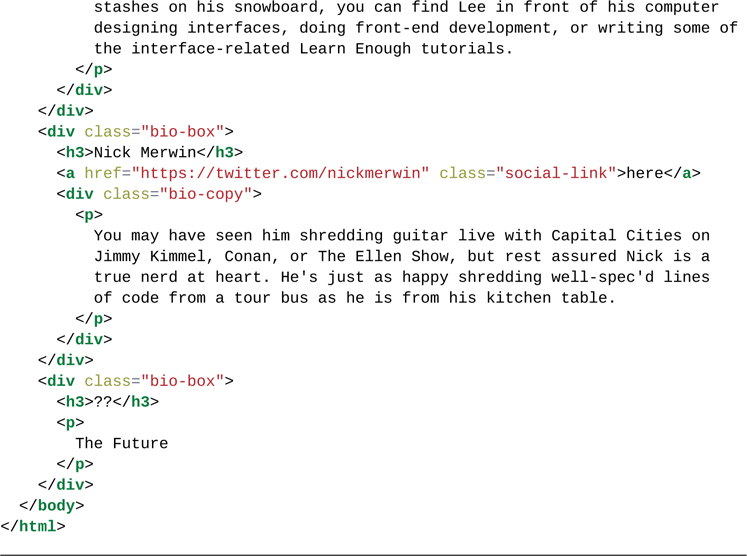 stashes on his snowboard, you can find Lee in front of his computer
designing interfaces, doing front-end development, or writing some of
the interface-related Learn Enough tutorials.
</p>
</div>
</div>
<div class="bio-box">
<h3>Nick Merwin</h3>
<a href="https://twitter.com/nickmerwin" class="social-link">here</a>
<div class="bio-copy">
<p>
You may have seen him shredding guitar live with Capital Cities on
Jimmy Kimmel, Conan, or The Ellen Show, but rest assured Nick is a
true nerd at heart. He's just as happy shredding well-spec'd lines
of code from a tour bus as he is from his kitchen table.
</p>
</div>
</div>
<div class="bio-box">
<h3>??</h3>
<p>
The Future
</p>
</div>
</body>
</html>